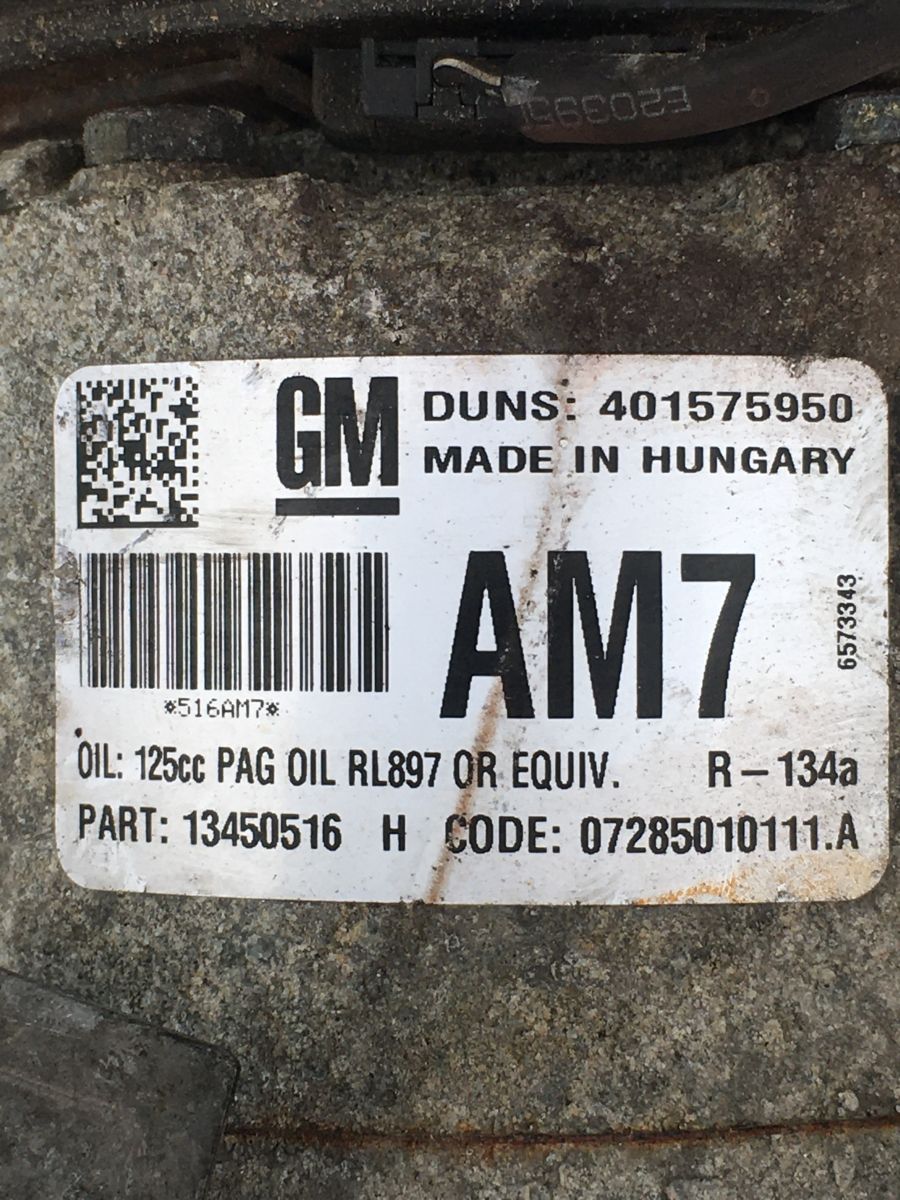 E203951
GM
DUNS: 401575950
MADE IN HUNGARY
AM7
6573343
*516AM7*
OIL: 125cc PAG OIL RL897 OR EQUIV. R-134a
PART: 13450516 H CODE: 07285010111.A